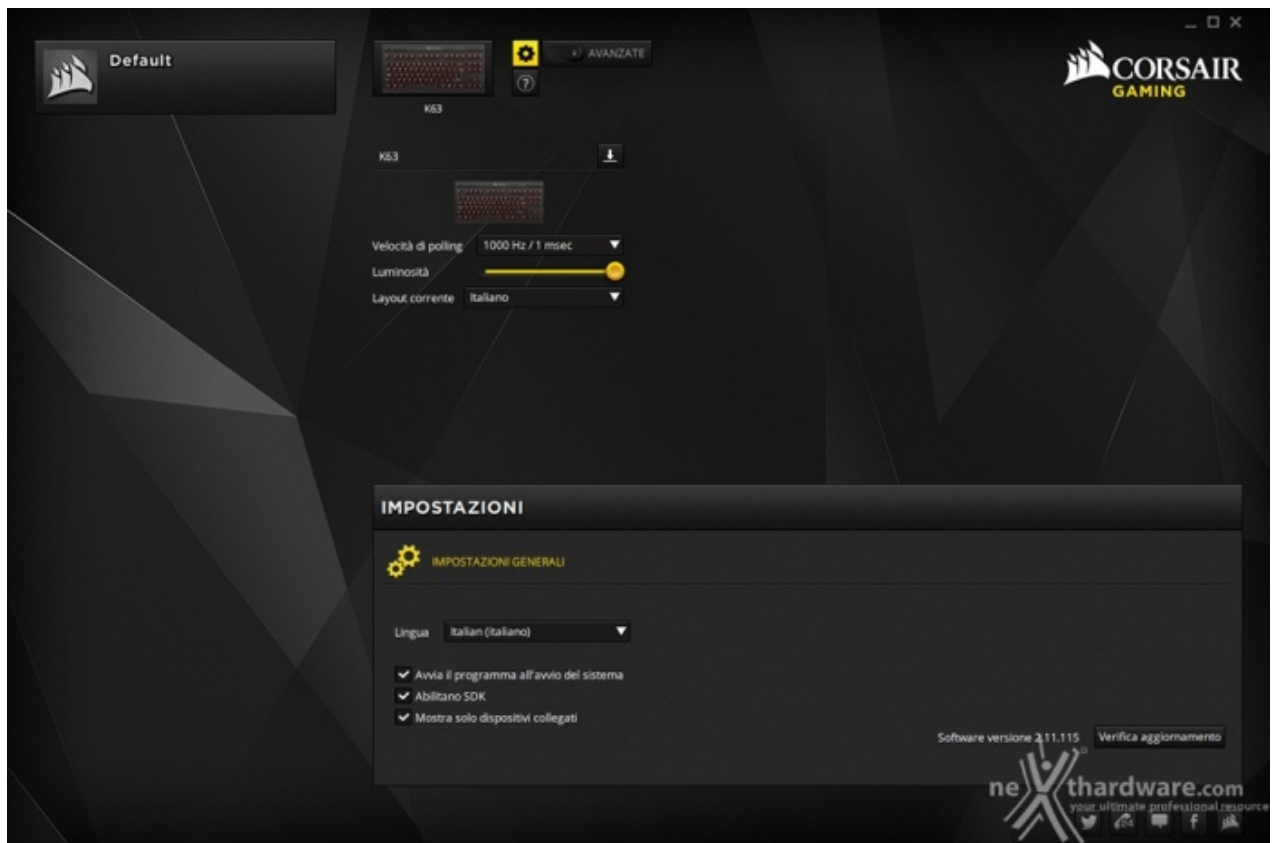 Default
AVANZATE
K63
CORSAIR
GAMING
K63
Velocità di polling 1000 Hz / 1 msec
Luminosità
Layout corrente Italiano
IMPOSTAZIONI
IMPOSTAZIONI GENERALI
Lingua Italian (italiano)
Avvia il programma all'avvio del sistema
Abilitano SDK
Mostra solo dispositivi collegati
Software versione 2.11.115 Verifica aggiornamento
nexthardware.com
your ultimate professional resource
24